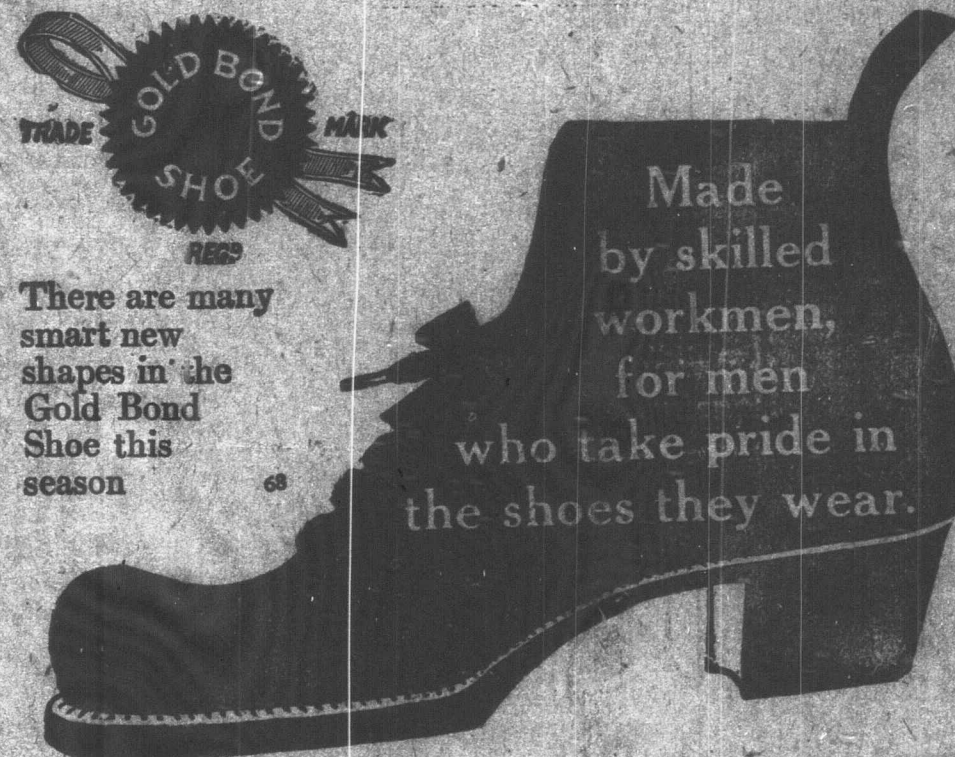 GOLD BOND
SHOE
TRADE MARK
REGD
There are many
smart new
shapes in the
Gold Bond
Shoe this
season 68
Made
by skilled
workmen,
for men
who take pride in
the shoes they wear.